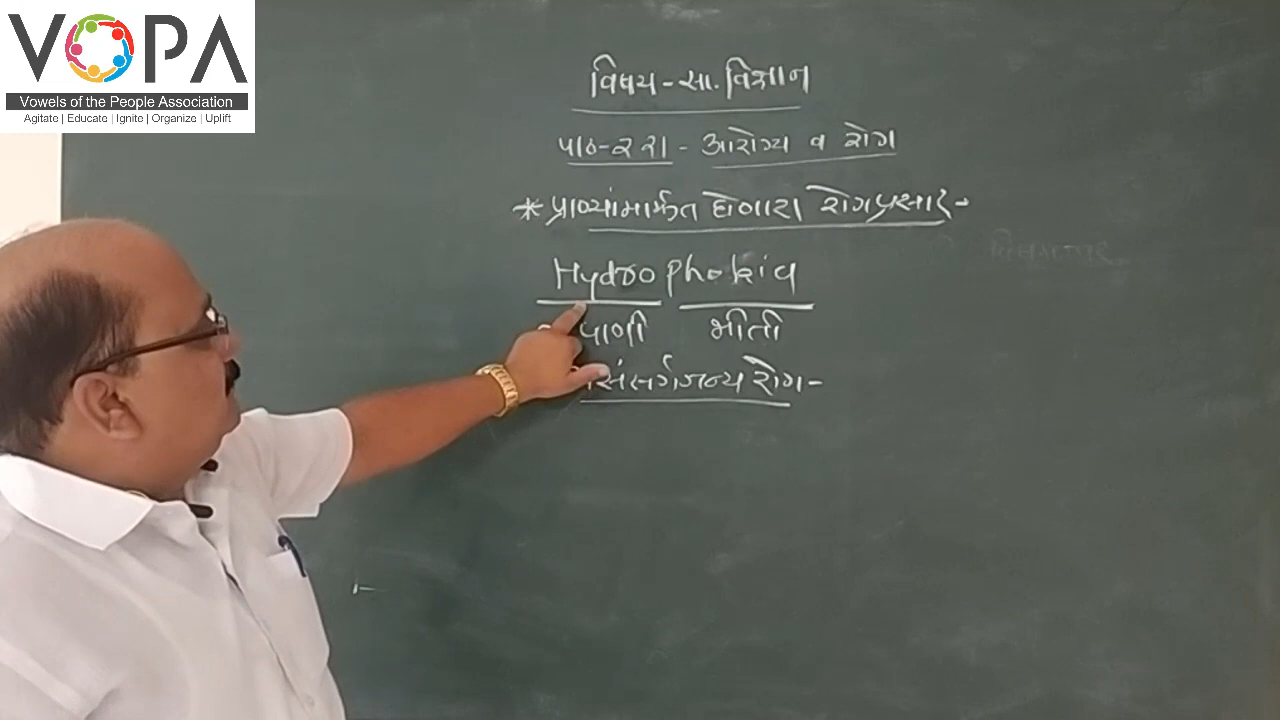 VOPA
Vowels of the People Association
Agitate | Educate | Ignite | Organize | Uplift
विषय - सा. विज्ञान
आरोग्य व रोग
* प्राण्यांमार्फत होणारा रोगप्रसार -
Hydro phobia
पाणी भीती
संसर्गजन्य रोग -